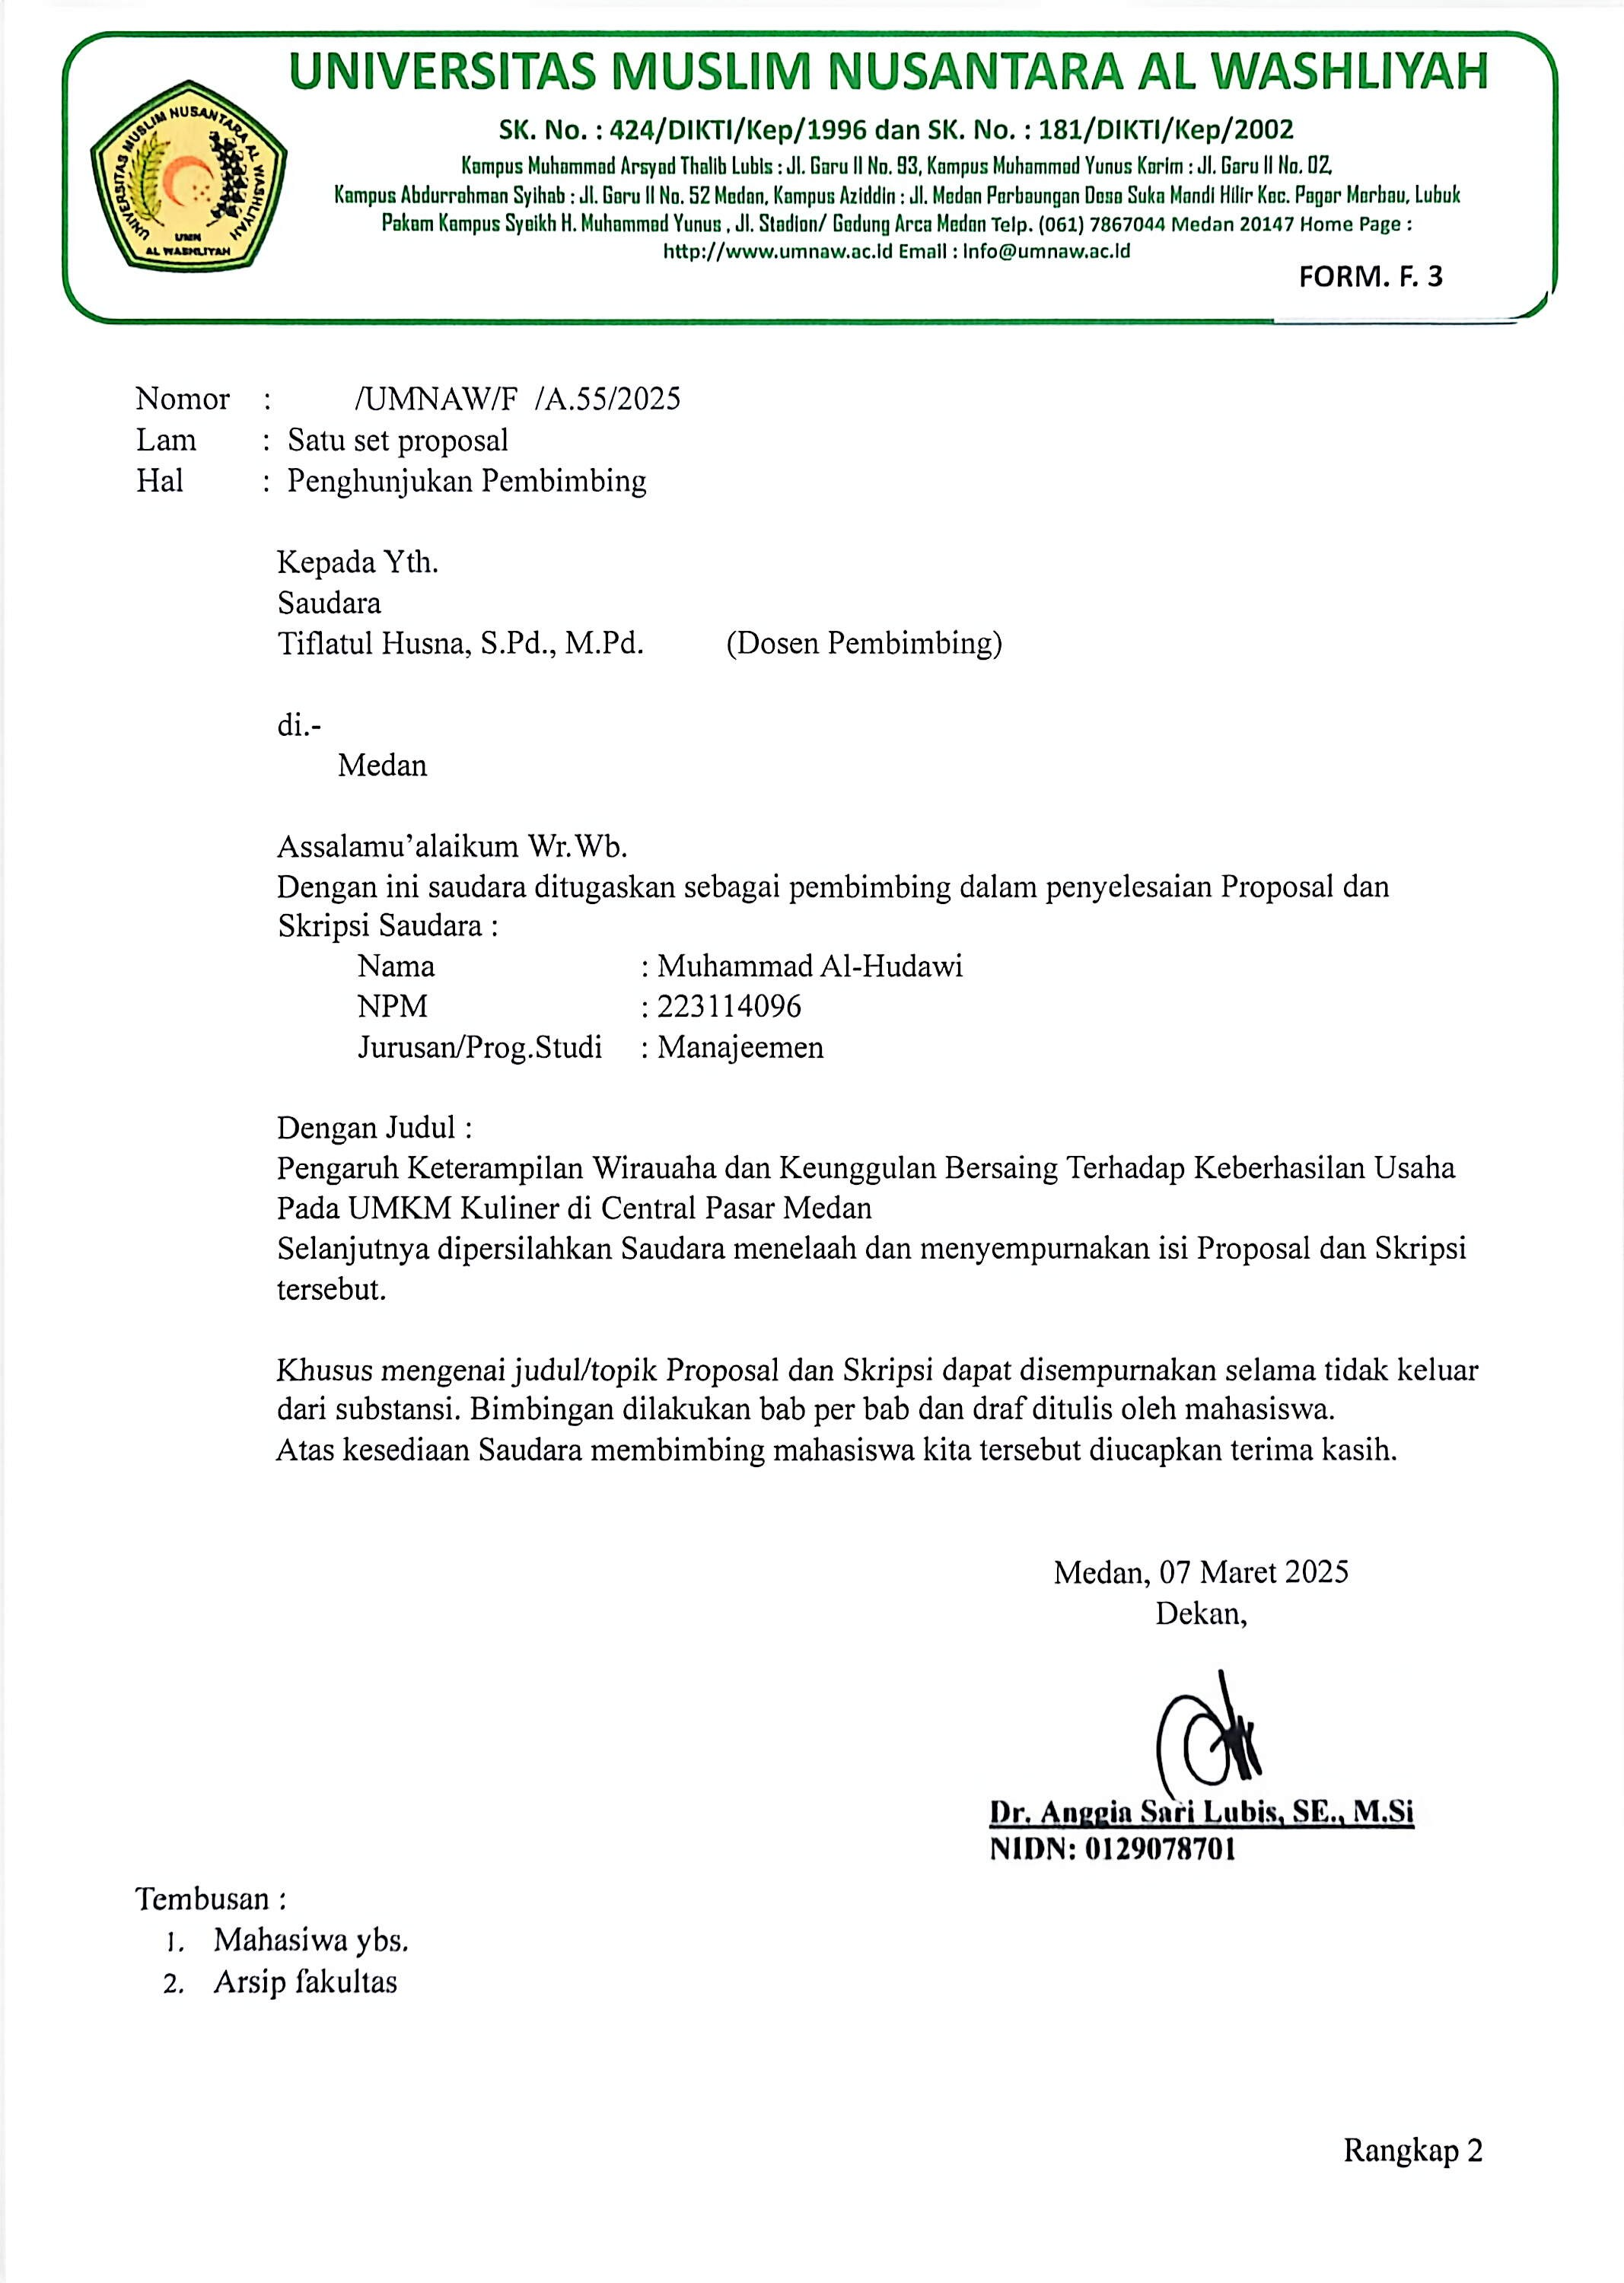 UNIVERSITAS MUSLIM NUSANTARA AL WASHLIYAH
SK. No. : 424/DIKTI/Kep/1996 dan SK. No. : 181/DIKTI/Kep/2002
Kampus Muhammad Arsyad Thalib Lubis : Jl. Garu II No. 93, Kampus Muhammad Yunus Karim : Jl. Garu II No. 02,
Kampus Abdurrahman Syihab : Jl. Garu II No. 52 Medan, Kampus Aziddin : Jl. Medan Perbaungan Desa Suka Mandi Hilir Kec. Pagar Merbau, Lubuk
Pakam Kampus Syeikh H. Muhammad Yunus , Jl. Stadion/ Gedung Arca Medan Telp. (061) 7867044 Medan 20147 Home Page :
http://www.umnaw.ac.id Email : info@umnaw.ac.id
FORM. F. 3
UNIVERSITAS MUSLIM NUSANTARA AL WASHLIYAH
UMN
AL WASHLIYAH
Nomor : /UMNAW/F /A.55/2025
Lam : Satu set proposal
Hal : Penghunjukan Pembimbing
Kepada Yth.
Saudara
Tiflatul Husna, S.Pd., M.Pd. (Dosen Pembimbing)
di.-
Medan
Assalamu’alaikum Wr.Wb.
Dengan ini saudara ditugaskan sebagai pembimbing dalam penyelesaian Proposal dan
Skripsi Saudara :
Nama : Muhammad Al-Hudawi
NPM : 223114096
Jurusan/Prog.Studi : Manajeemen
Dengan Judul :
Pengaruh Keterampilan Wirauaha dan Keunggulan Bersaing Terhadap Keberhasilan Usaha
Pada UMKM Kuliner di Central Pasar Medan
Selanjutnya dipersilahkan Saudara menelaah dan menyempurnakan isi Proposal dan Skripsi
tersebut.
Khusus mengenai judul/topik Proposal dan Skripsi dapat disempurnakan selama tidak keluar
dari substansi. Bimbingan dilakukan bab per bab dan draf ditulis oleh mahasiswa.
Atas kesediaan Saudara membimbing mahasiswa kita tersebut diucapkan terima kasih.
Medan, 07 Maret 2025
Dekan,
Dr. Anggia Sari Lubis, SE., M.Si
NIDN: 0129078701
Tembusan :
1. Mahasiwa ybs.
2. Arsip fakultas
Rangkap 2